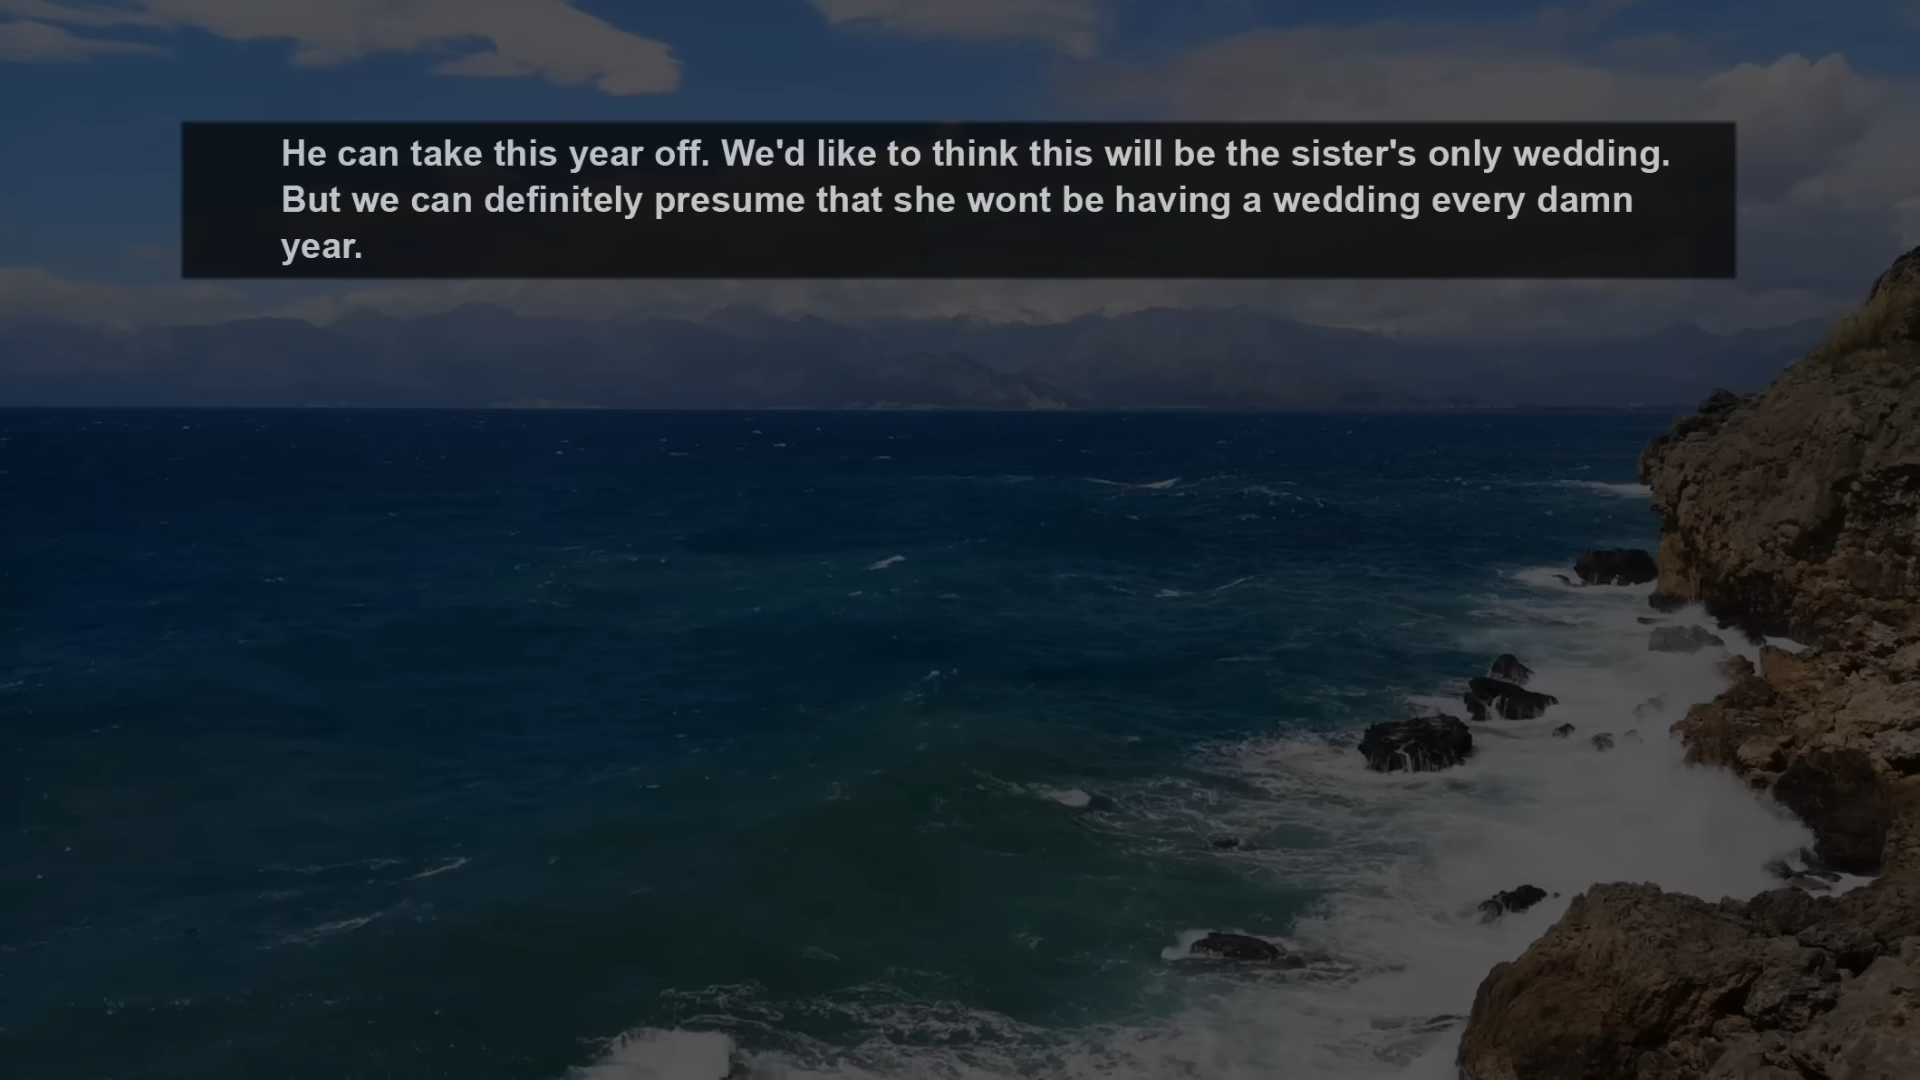 He can take this year off. We'd like to think this will be the sister's only wedding.
But we can definitely presume that she wont be having a wedding every damn
year.